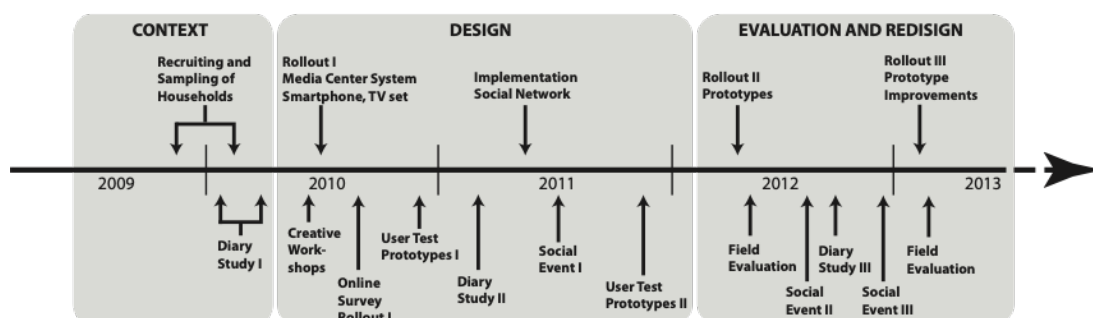 CONTEXT
DESIGN
EVALUATION AND REDISIGN
Recruiting and
Sampling of
Households
Rollout I
Media Center System
Smartphone, TV set
Implementation
Social Network
Rollout II
Prototypes
Rollout III
Prototype
Improvements
2009
2010
2011
2012
2013
Diary
Study I
Creative
Work-
shops
Online
Survey
Rollout I
User Test
Prototypes I
Diary
Study II
Social
Event I
User Test
Prototypes II
Field
Evaluation
Social
Event II
Diary
Study III
Social
Event III
Field
Evaluation